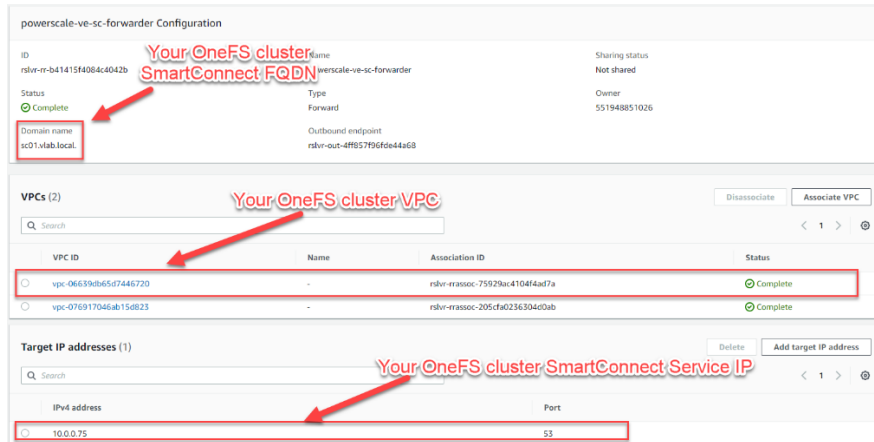 powerscale-ve-sc-forwarder Configuration
Your OneFS cluster
SmartConnect FQDN
ID
rslvr-rr-b41415f4084c4042b
Name
powerscale-ve-sc-forwarder
Sharing status
Not shared
Status
Complete
Type
Forward
Owner
551948851026
Domain name
sc01.vlab.local.
Outbound endpoint
rslvr-out-4ff857f96fde44a68
Your OneFS cluster VPC
VPCs (2)
Disassociate
Associate VPC
Search
1
VPC ID Name Association ID Status
vpc-06639db65d7446720 - rslvr-rrassoc-75929ac4104f4ad7a Complete
vpc-076917046ab15d823 - rslvr-rrassoc-205cfa0236304d0ab Complete
Target IP addresses (1)
Delete
Add target IP address
Your OneFS cluster SmartConnect Service IP
Search
1
IPv4 address Port
10.0.0.75 53